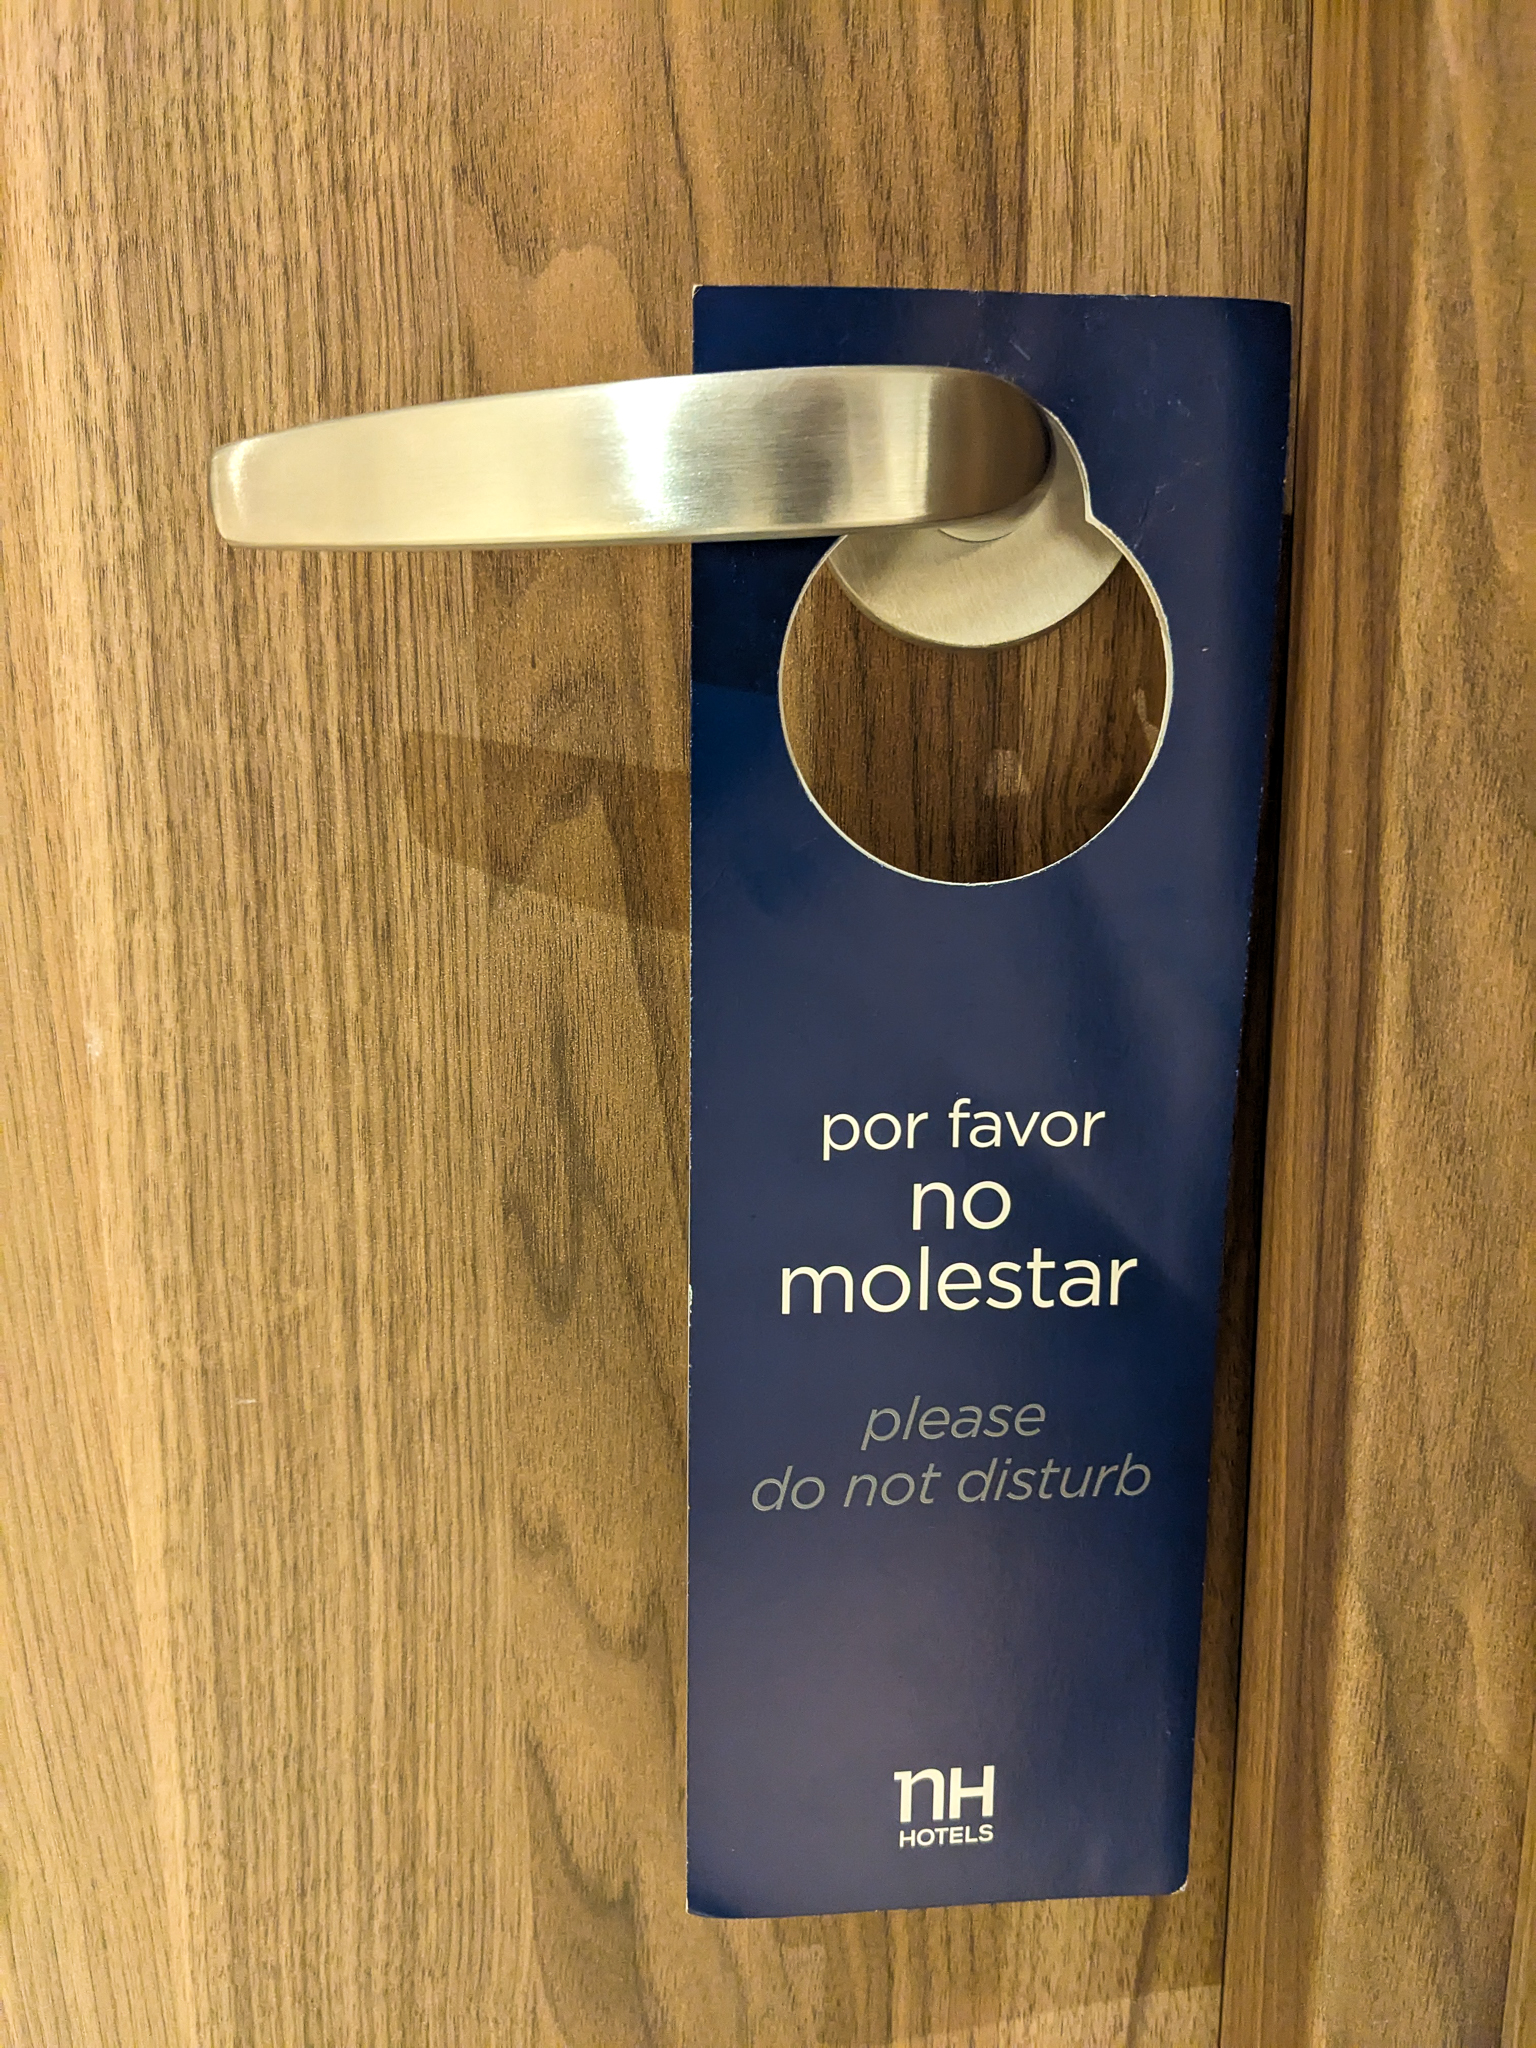 por favor
no
molestar
please
do not disturb
nH
HOTELS